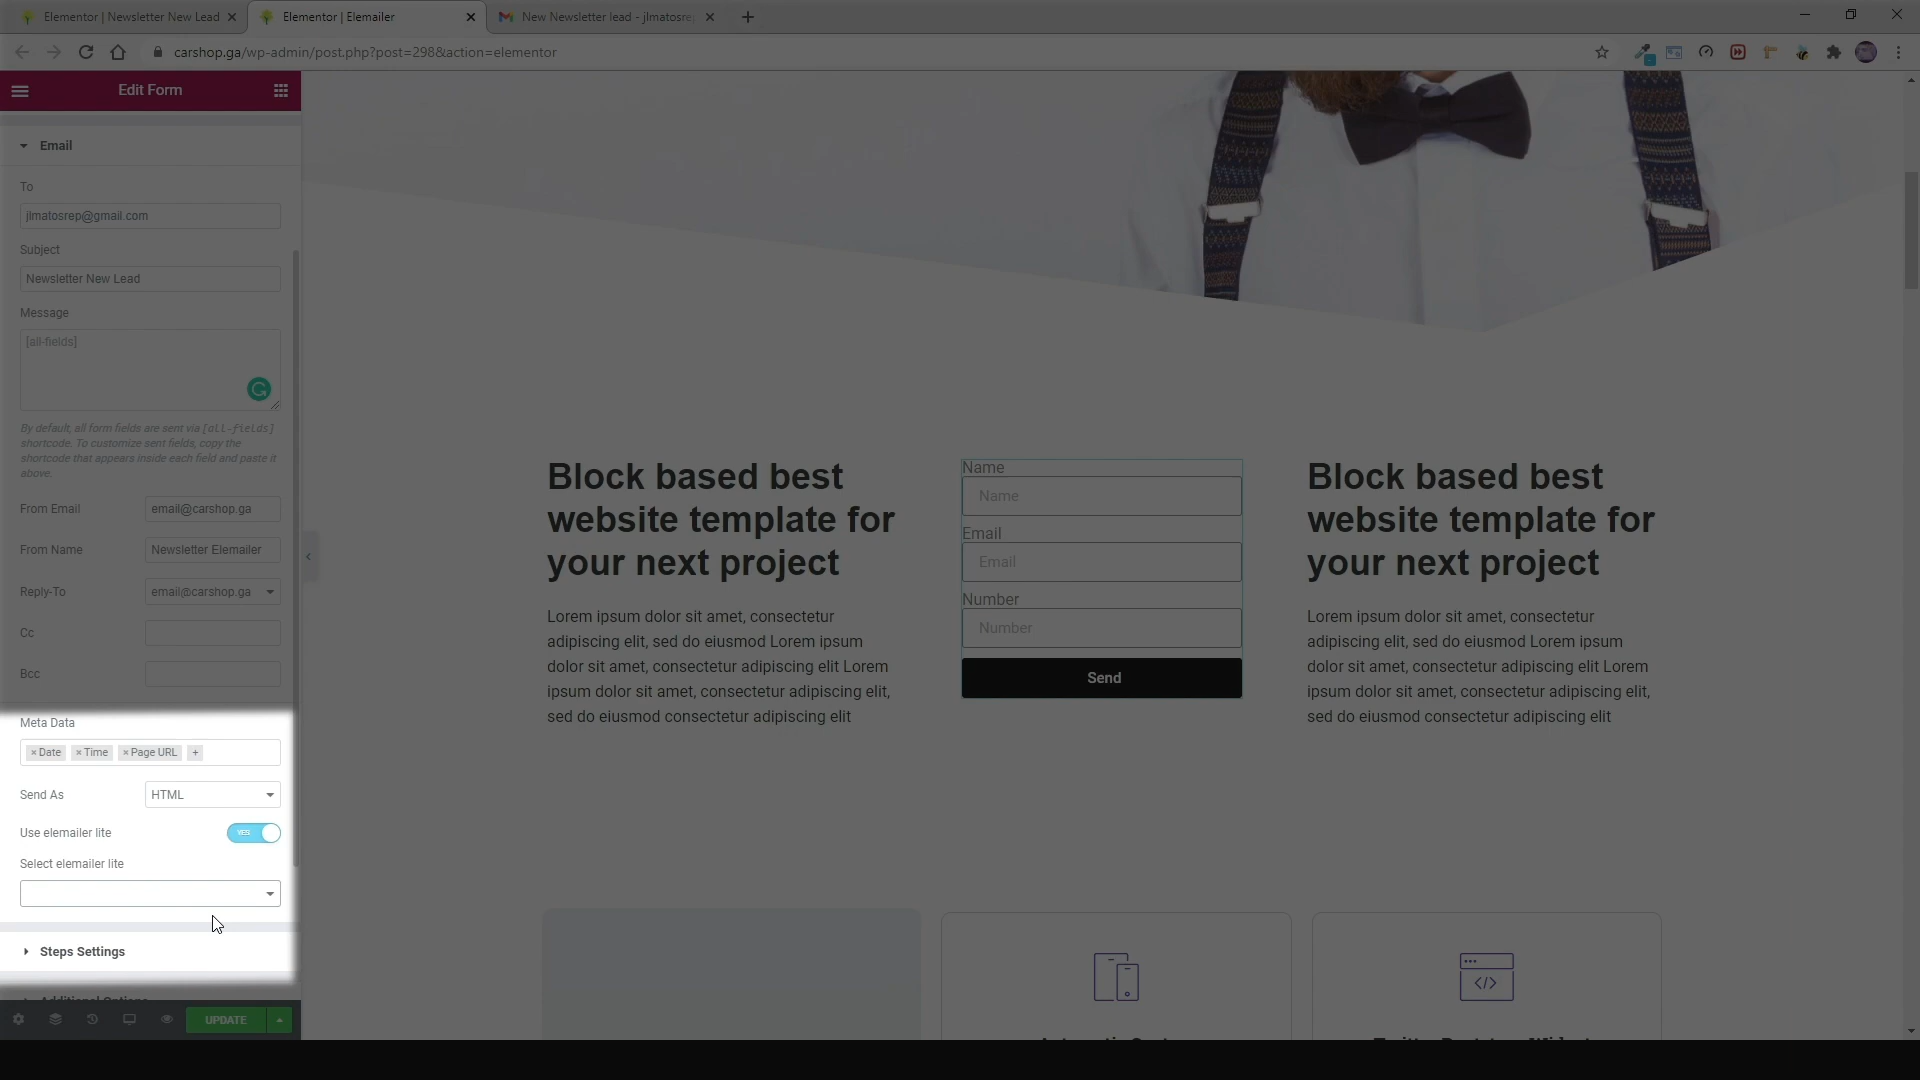 Elementor | Newsletter New Lead
Elementor | Elemailer
New Newsletter lead - jlmatosrep
carshop.ga/wp-admin/post.php?post=298&action=elementor
Edit Form
Email
To
jlmatosrep@gmail.com
Subject
Newsletter New Lead
Message
[all-fields]
By default, all form fields are sent via [all-fields]
shortcode. To customize sent fields, copy the
shortcode that appears inside each field and paste it
above.
From Email
email@carshop.ga
From Name
Newsletter Elemailer
Reply-To
email@carshop.ga
Cc
Bcc
Meta Data
× Date × Time × Page URL +
Send As
HTML
Use elemailer lite
YES
Select elemailer lite
Steps Settings
Additional Options
UPDATE
Block based best
website template for
your next project
Lorem ipsum dolor sit amet, consectetur
adipiscing elit, sed do eiusmod Lorem ipsum
dolor sit amet, consectetur adipiscing elit Lorem
ipsum dolor sit amet, consectetur adipiscing elit,
sed do eiusmod consectetur adipiscing elit
Name
Name
Email
Email
Number
Number
Send
Block based best
website template for
your next project
Lorem ipsum dolor sit amet, consectetur
adipiscing elit, sed do eiusmod Lorem ipsum
dolor sit amet, consectetur adipiscing elit Lorem
ipsum dolor sit amet, consectetur adipiscing elit,
sed do eiusmod consectetur adipiscing elit